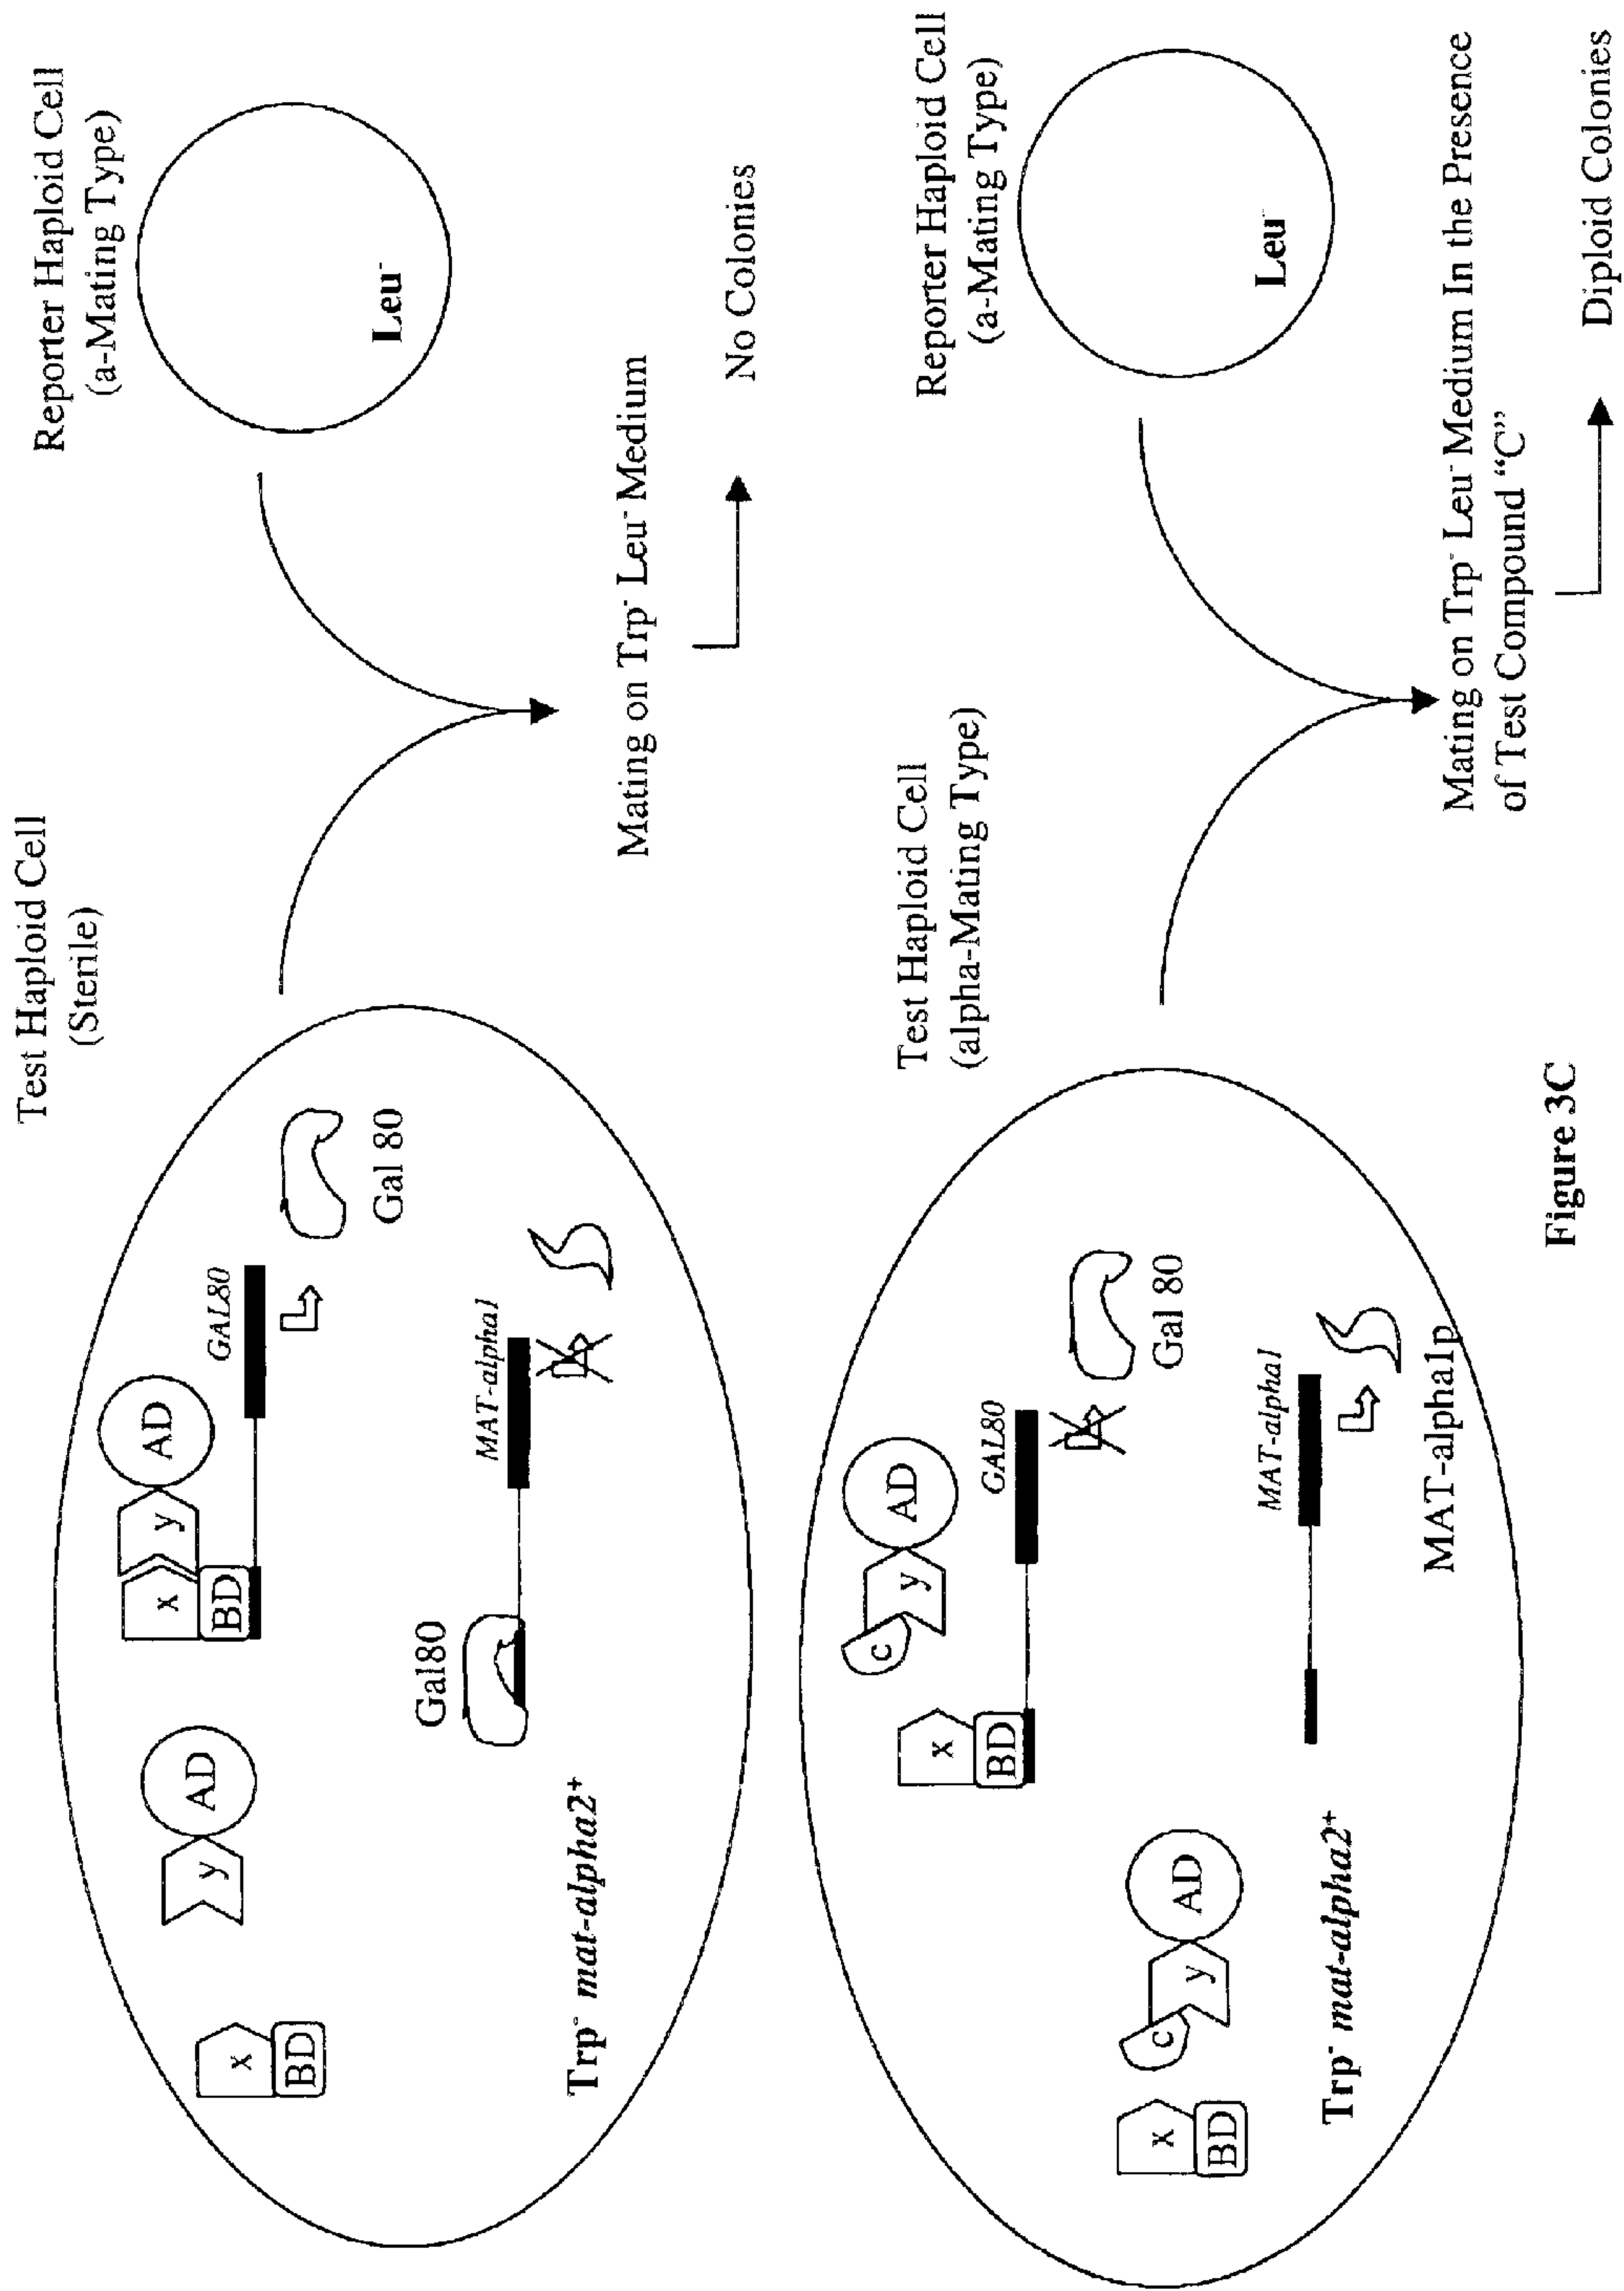 Test Haploid Cell
(Sterile)
Reporter Haploid Cell
(a-Mating Type)
x
BD
y
AD
x
y
AD
BD
GAL80
Gal 80
Gal80
MAT-alpha1
Trp⁻ mat-alpha2⁺
Leu⁻
Mating on Trp⁻ Leu⁻ Medium
No Colonies
Test Haploid Cell
(alpha-Mating Type)
Reporter Haploid Cell
(a-Mating Type)
x
BD
c
y
AD
x
BD
c
y
AD
GAL80
Gal 80
MAT-alpha1
MAT-alpha1p
Trp⁻ mat-alpha2⁺
Leu⁻
Mating on Trp⁻ Leu⁻ Medium In the Presence
of Test Compound “C”
Diploid Colonies
Figure 3C